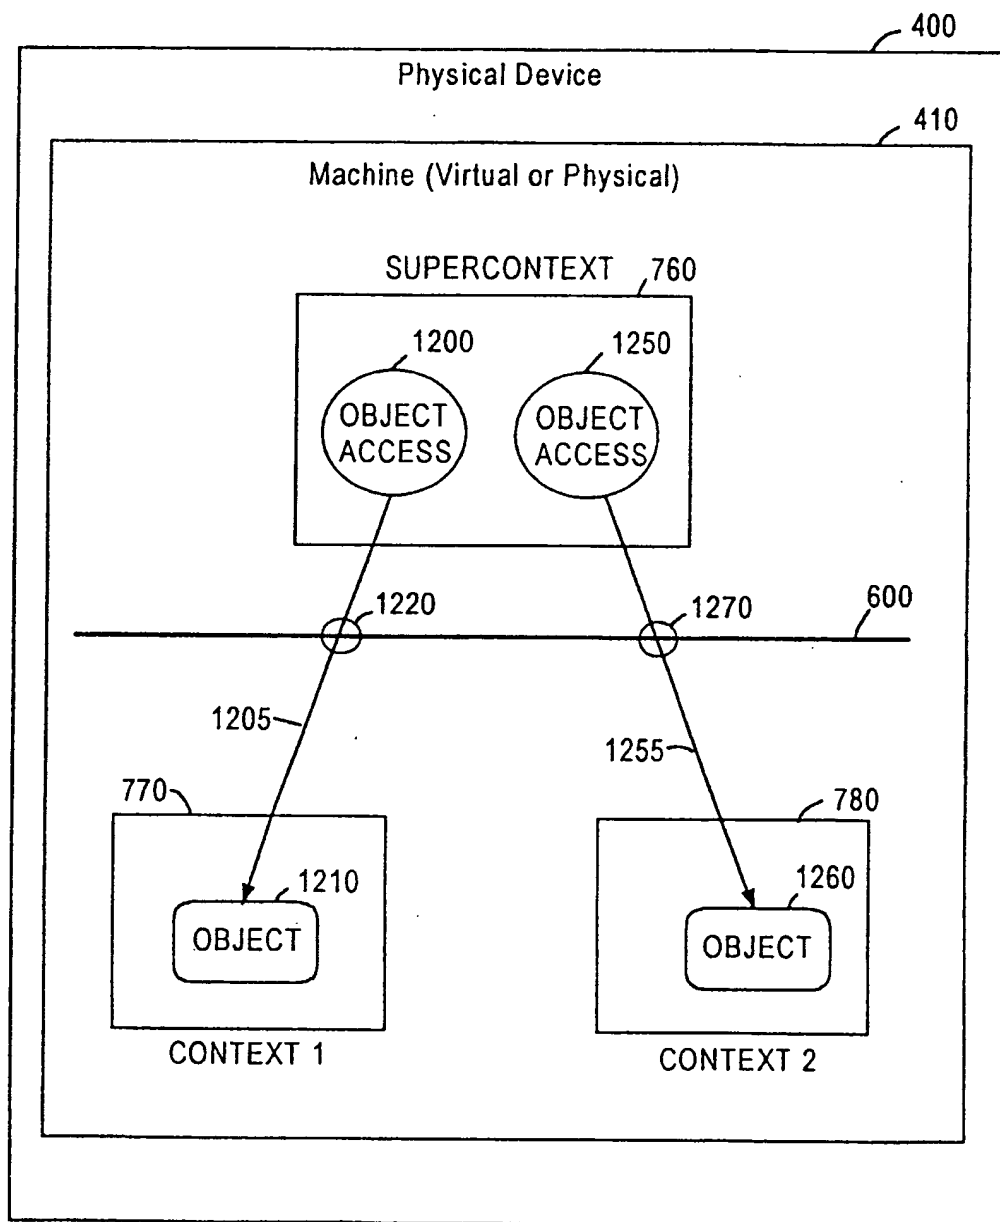 400
Physical Device
410
Machine (Virtual or Physical)
SUPERCONTEXT
760
1200
1250
OBJECT
ACCESS
OBJECT
ACCESS
1220
1270
600
1205
1255
770
780
1210
1260
OBJECT
OBJECT
CONTEXT 1
CONTEXT 2